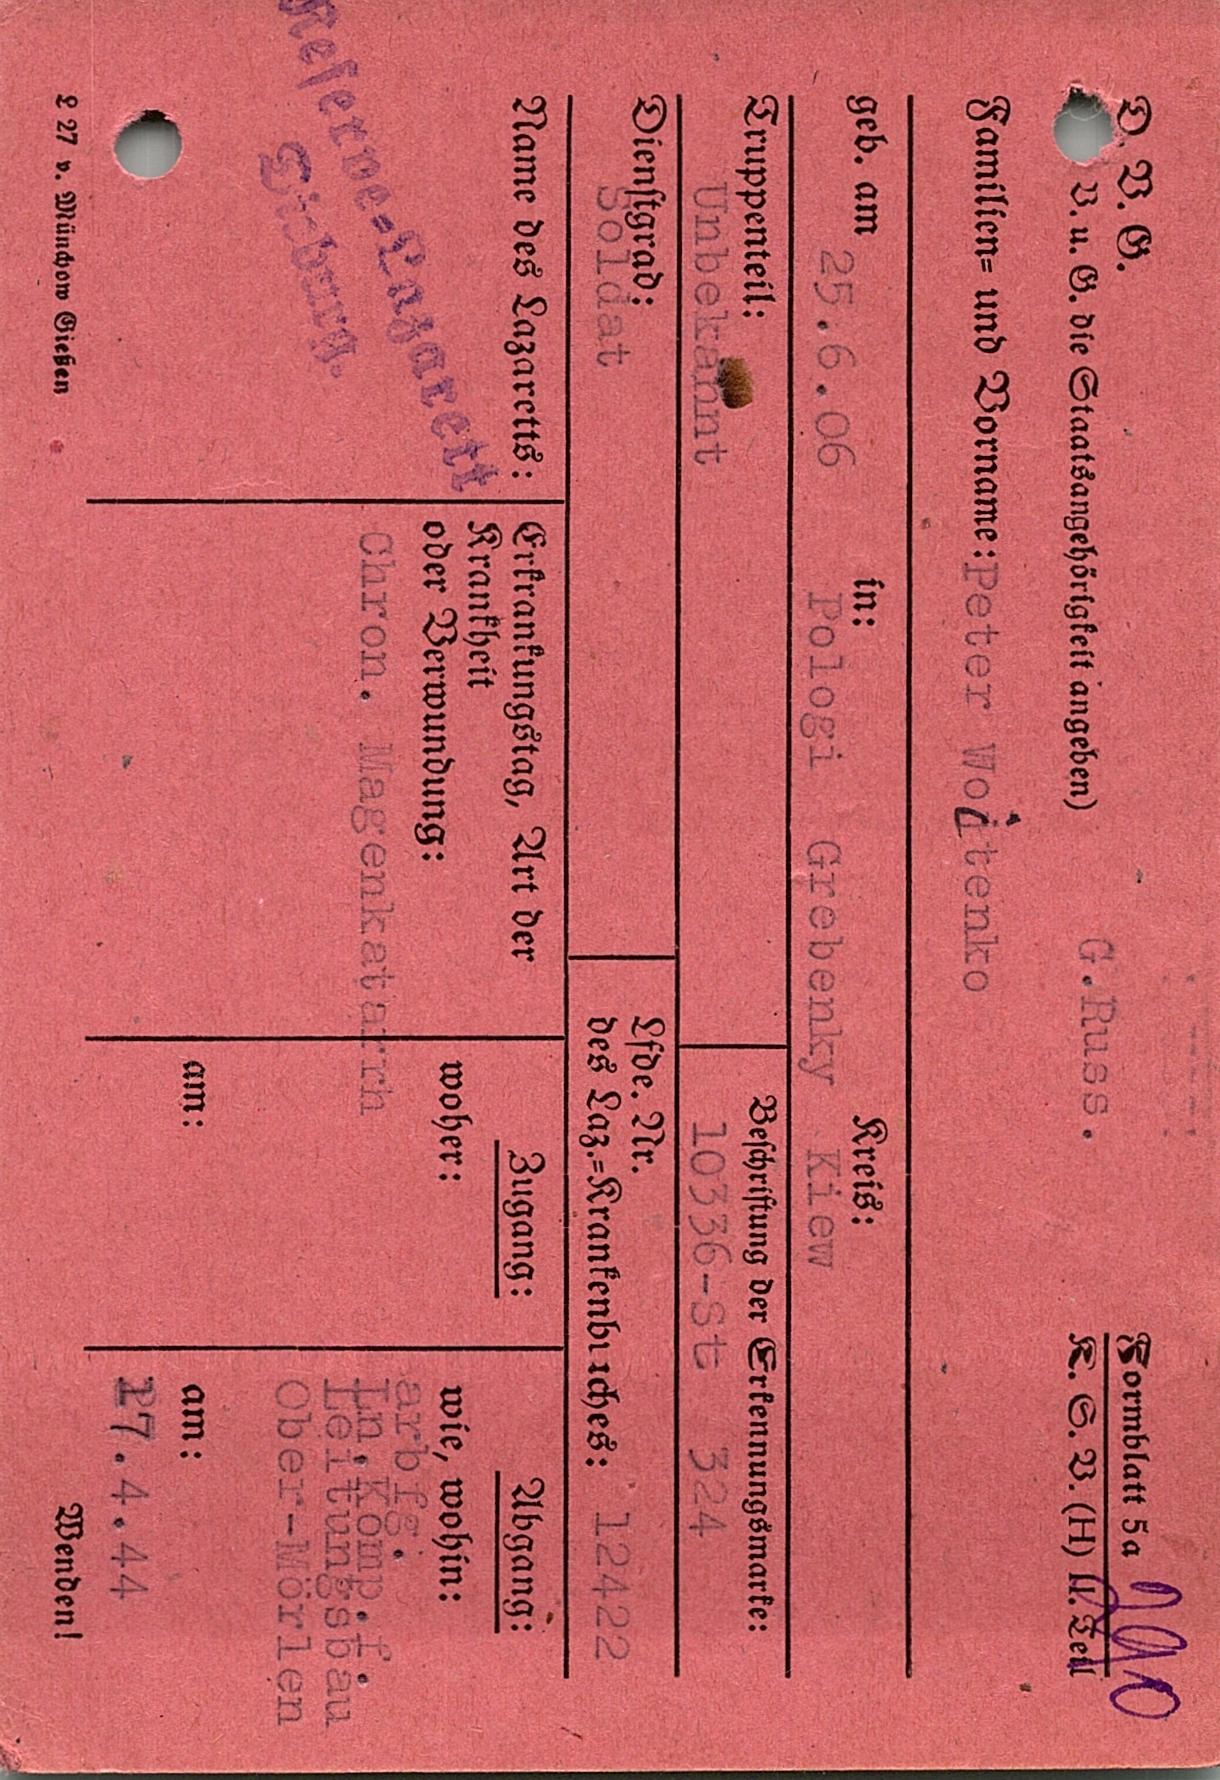 D. V. G.
Formblatt 5a
V. u. G. die Staatsangehörigkeit angeben) G.Russ.
K. S. V. (H) II. Teil
Familien= und Vorname: Peter Woitenko
geb. am 25.6.06 in: Pologi Grebenky Kreis: Kiew
Truppenteil: Unbekannt
Beschriftung der Erkennungsmarke: 10336-St 324
Dienstgrad: Soldat
Lfde. Nr.
des Laz.=Krankenbuches: 12422
Name des Lazaretts:
Reserve-Lazarett
Erkrankungstag, Art der
Krankheit
oder Verwundung:
Chron. Magenkatarrh
Zugang:
woher:
am:
Abgang:
wie, wohin:
arbfg.
Ln.Komp.f.
Leitungsbau
Ober-Mörlen
am:
27.4.44
L 27 v. Münchow Gießen
Wenden!